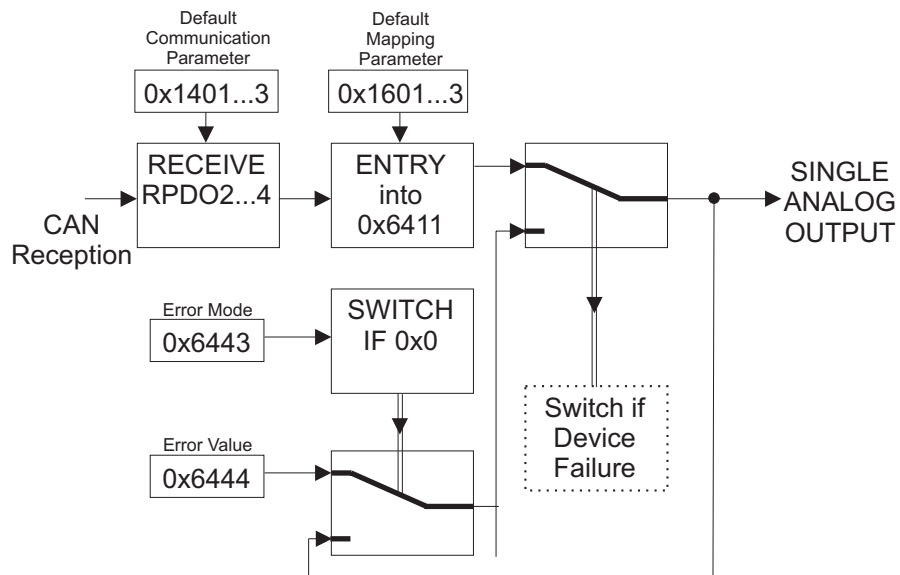 Default
Communication
Parameter
0x1401...3
Default
Mapping
Parameter
0x1601...3
RECEIVE
RPDO2...4
ENTRY
into
0x6411
CAN
Reception
SINGLE
ANALOG
OUTPUT
Error Mode
0x6443
SWITCH
IF 0x0
Switch if
Device
Failure
Error Value
0x6444